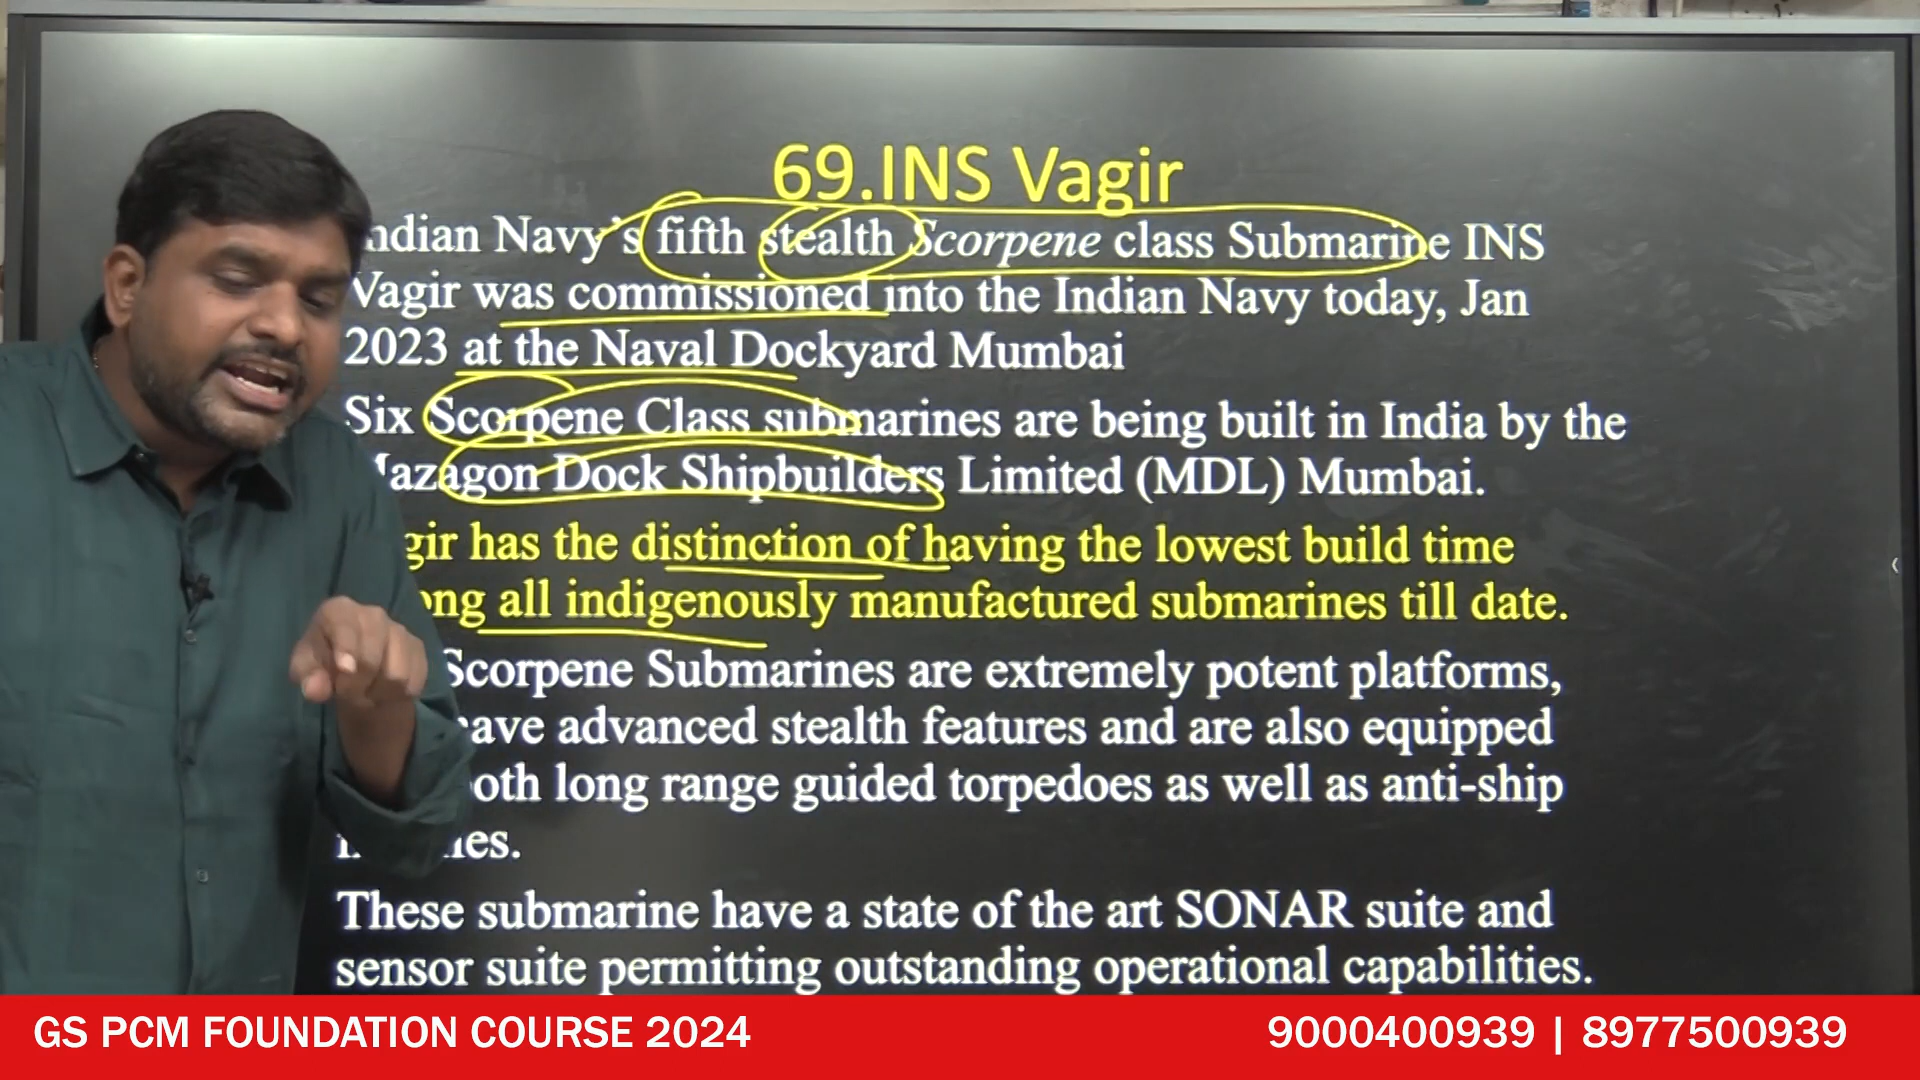 69.INS Vagir
Indian Navy's fifth stealth Scorpene class Submarine INS
Vagir was commissioned into the Indian Navy today, Jan
2023 at the Naval Dockyard Mumbai
Six Scorpene Class submarines are being built in India by the
Mazagon Dock Shipbuilders Limited (MDL) Mumbai.
gir has the distinction of having the lowest build time
ong all indigenously manufactured submarines till date.
Scorpene Submarines are extremely potent platforms,
have advanced stealth features and are also equipped
both long range guided torpedoes as well as anti-ship
These submarine have a state of the art SONAR suite and
sensor suite permitting outstanding operational capabilities.
GS PCM FOUNDATION COURSE 2024
9000400939 | 8977500939